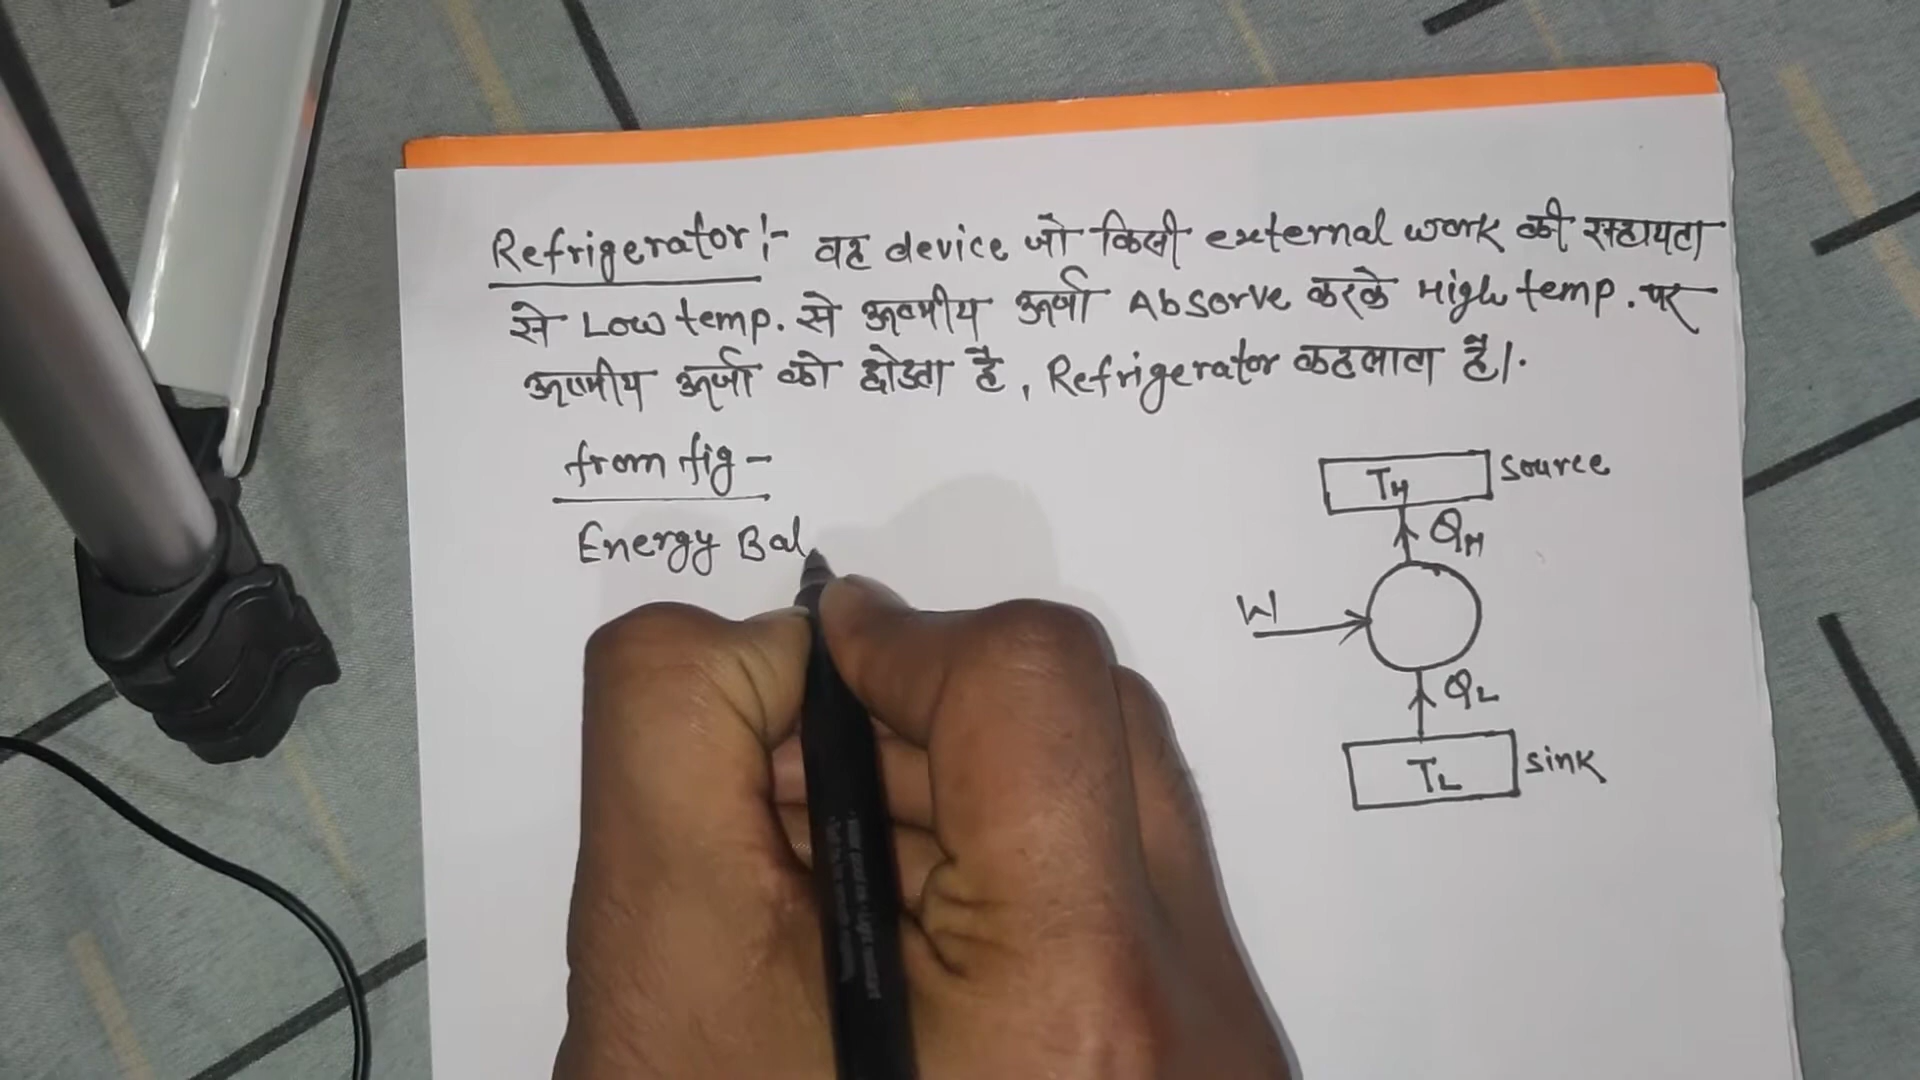 Refrigerator :- वह device जो किसी external work की सहायता
से Low temp. से ऊष्मीय ऊर्जा Absorve करके High temp. पर
ऊष्मीय ऊर्जा को छोडता है, Refrigerator कहलाता है।
from fig -
Energy Bal
TH source
QH
W
QL
TL sink